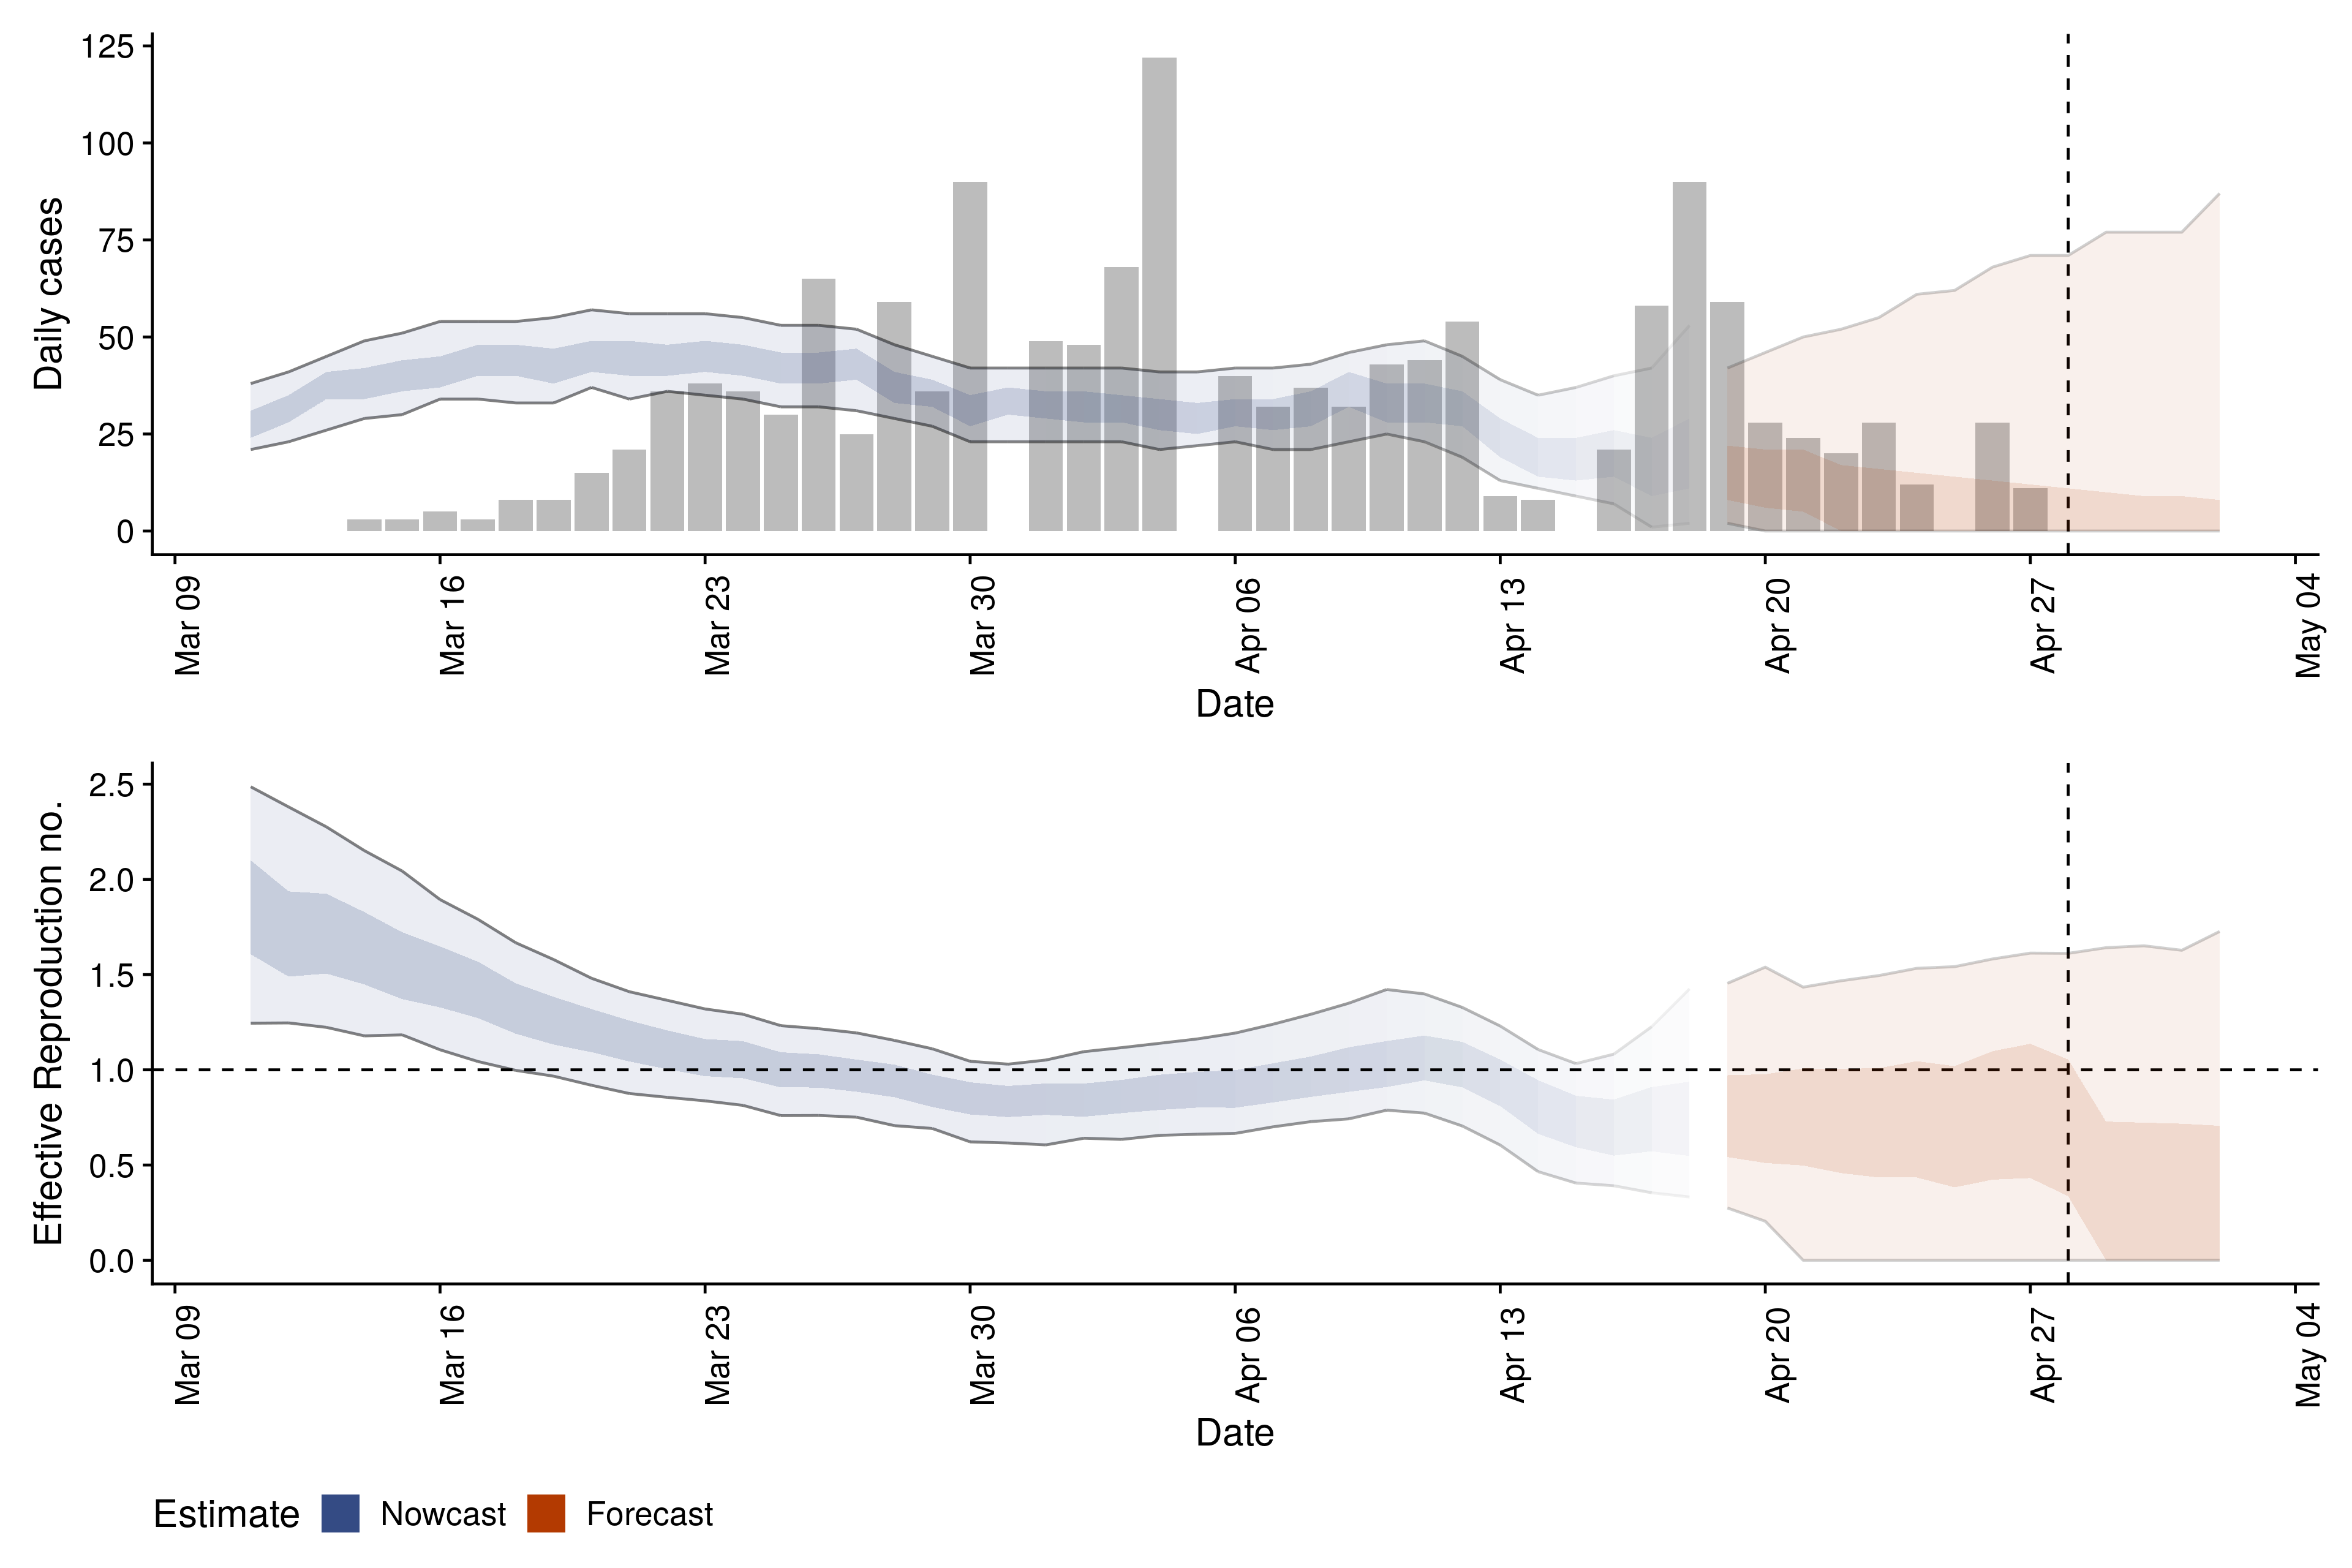 125
100
75
50
25
0
Daily cases
Mar 09
Mar 16
Mar 23
Mar 30
Apr 06
Apr 13
Apr 20
Apr 27
May 04
Date
2.5
2.0
1.5
1.0
0.5
0.0
Effective Reproduction no.
Mar 09
Mar 16
Mar 23
Mar 30
Apr 06
Apr 13
Apr 20
Apr 27
May 04
Date
Estimate Nowcast Forecast